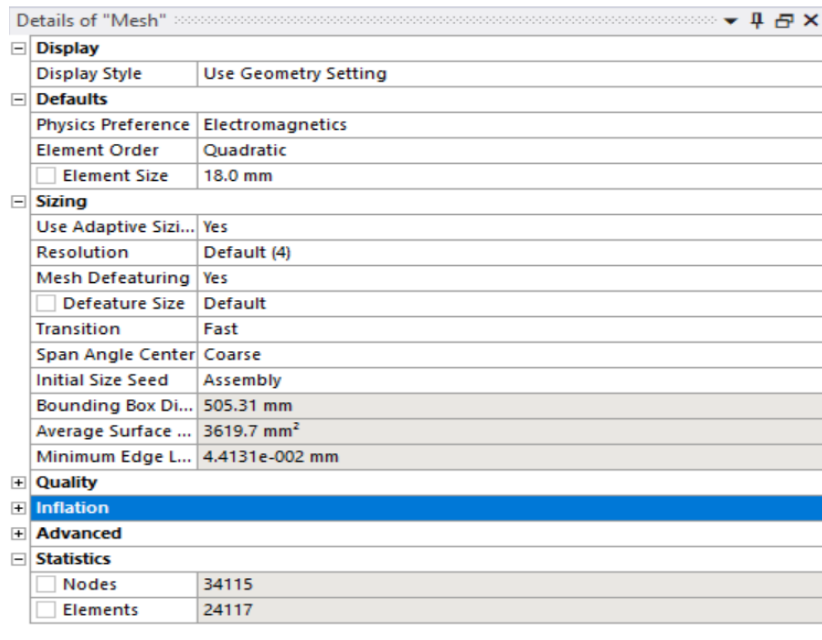 Details of "Mesh"
Display
Display Style Use Geometry Setting
Defaults
Physics Preference Electromagnetics
Element Order Quadratic
Element Size 18.0 mm
Sizing
Use Adaptive Sizi... Yes
Resolution Default (4)
Mesh Defeaturing Yes
Defeature Size Default
Transition Fast
Span Angle Center Coarse
Initial Size Seed Assembly
Bounding Box Di... 505.31 mm
Average Surface ... 3619.7 mm²
Minimum Edge L... 4.4131e-002 mm
Quality
Inflation
Advanced
Statistics
Nodes 34115
Elements 24117